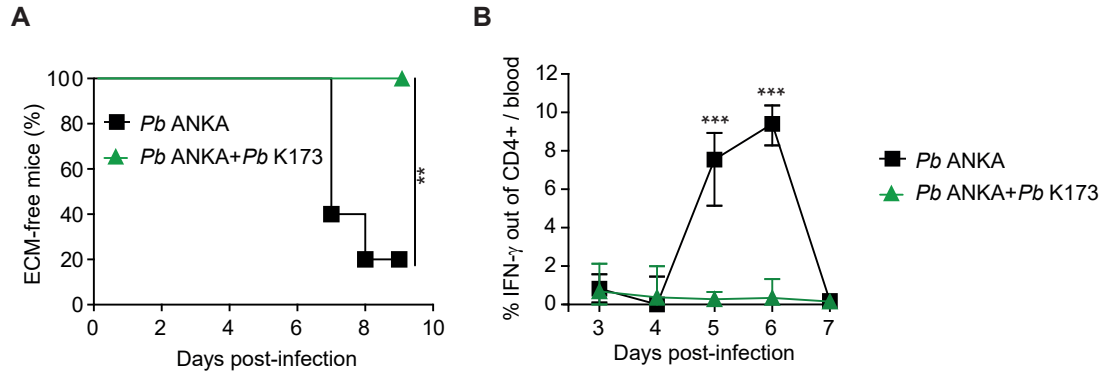 A
ECM-free mice (%)
100
80
60
40
20
0
Pb ANKA
Pb ANKA+Pb K173
**
0 2 4 6 8 10
Days post-infection
B
% IFN-γ out of CD4+ / blood
12
10
8
6
4
2
0
***
***
3 4 5 6 7
Days post-infection
Pb ANKA
Pb ANKA+Pb K173